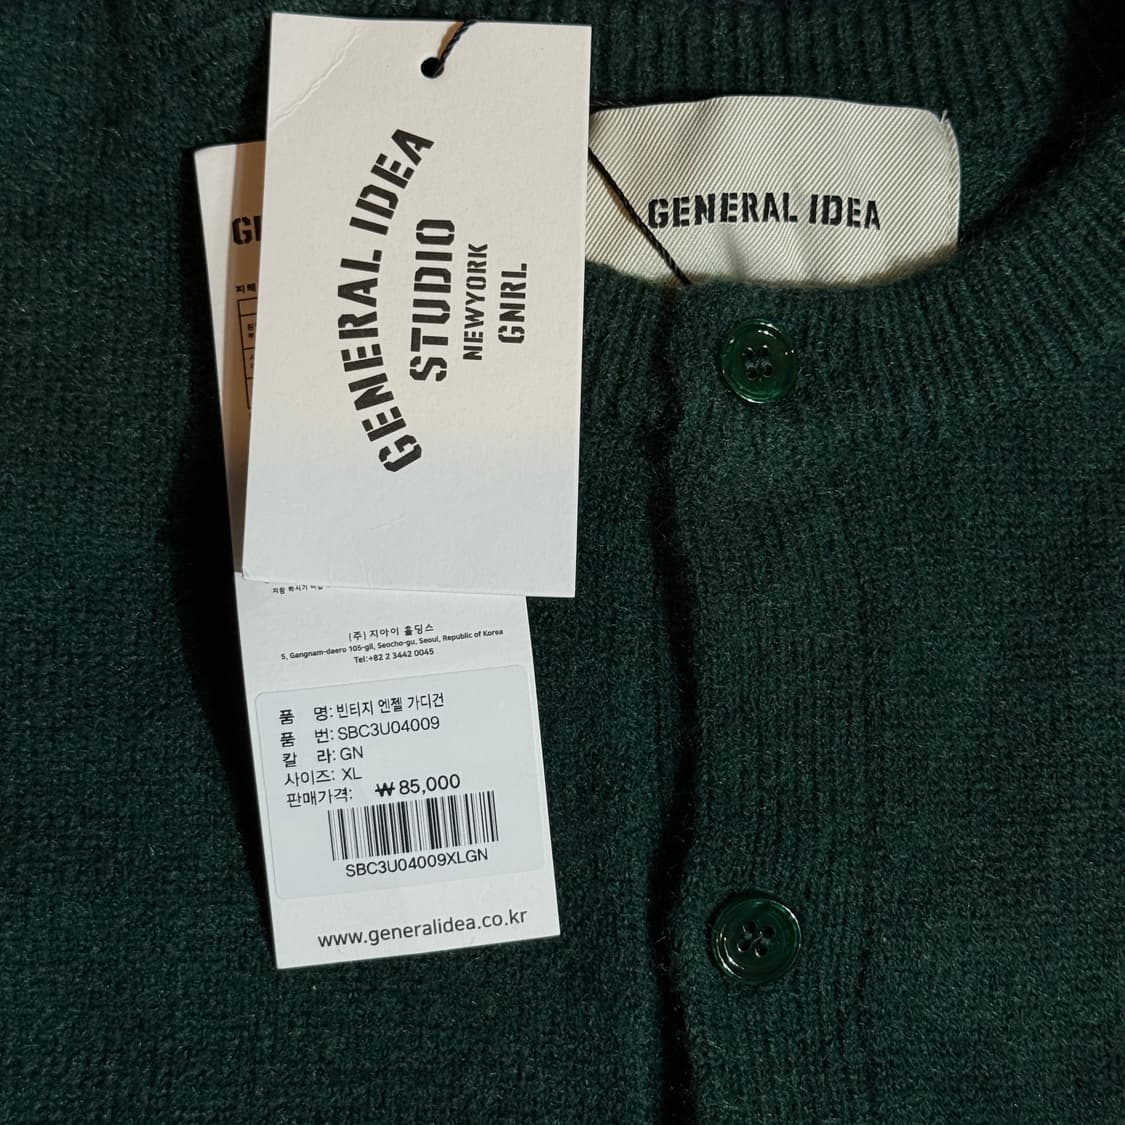 GENERAL IDEA
STUDIO
NEWYORK
GNRL
GENERAL IDEA
(주) 지아이 홀딩스
5, Gangnam-daero 105-gil, Seocho-gu, Seoul, Republic of Korea
Tel:+82 2 3442 0045
품 명: 빈티지 엔젤 가디건
품 번: SBC3U04009
칼 라: GN
사이즈: XL
판매가격: ₩ 85,000
SBC3U04009XLGN
www.generalidea.co.kr